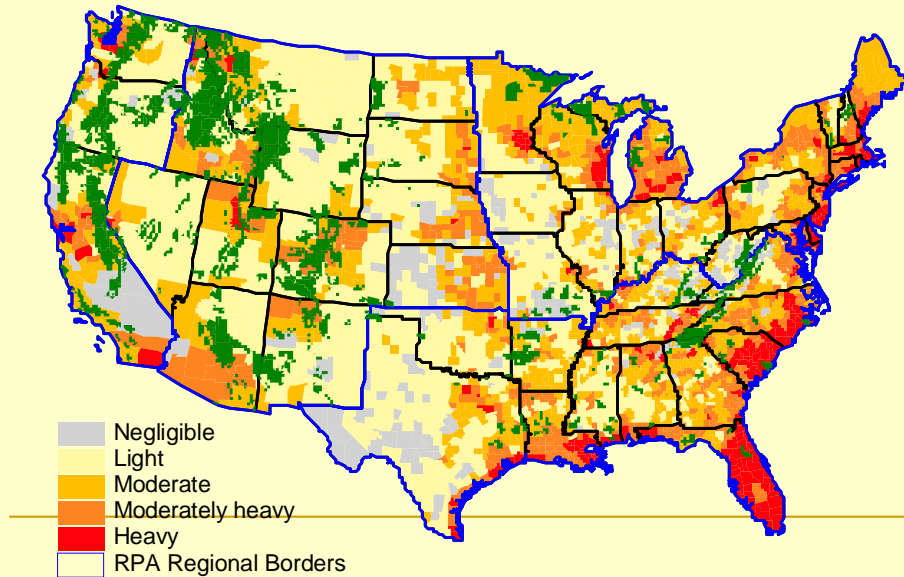 Negligible
Light
Moderate
Moderately heavy
Heavy
RPA Regional Borders